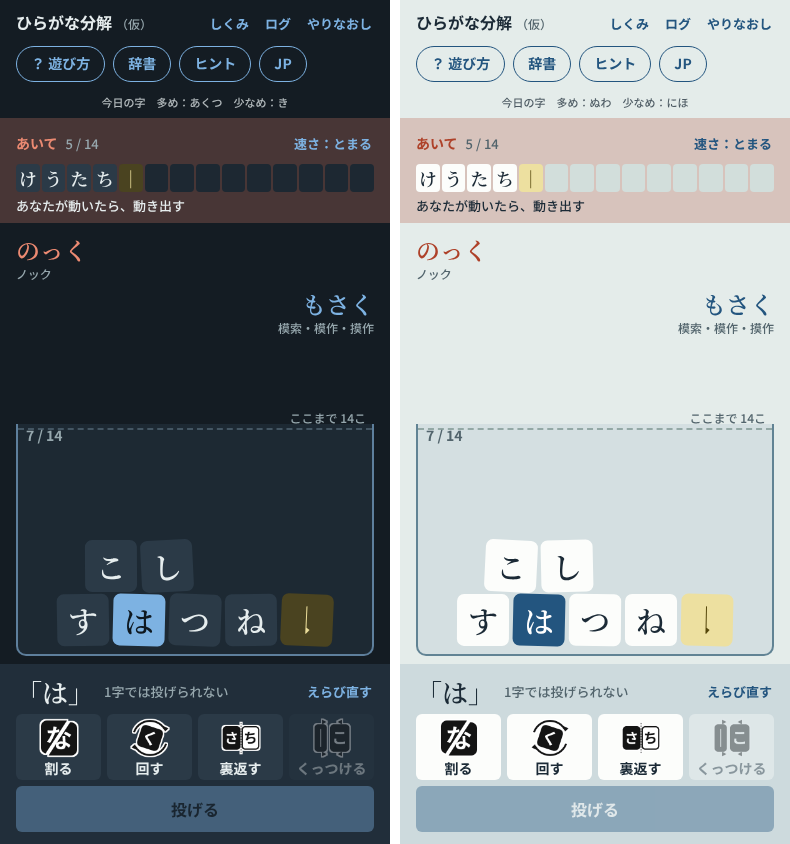 ひらがな分解 （仮） しくみ ログ やりなおし
? 遊び方 辞書 ヒント JP
今日の字 多め：あくつ 少なめ：き
あいて 5 / 14 速さ：とまる
け う た ち
あなたが動いたら、動き出す
のっく
ノック
もさく
模索・模作・摸作
ここまで 14こ
7 / 14
こ し
す は つ ね
「は」 1字では投げられない えらび直す
な く さ ち こ
割る 回す 裏返す くっつける
投げる
ひらがな分解 （仮） しくみ ログ やりなおし
? 遊び方 辞書 ヒント JP
今日の字 多め：ぬわ 少なめ：にほ
あいて 5 / 14 速さ：とまる
け う た ち
あなたが動いたら、動き出す
のっく
ノック
もさく
模索・模作・摸作
ここまで 14こ
7 / 14
こ し
す は つ ね
「は」 1字では投げられない えらび直す
な く さ ち こ
割る 回す 裏返す くっつける
投げる